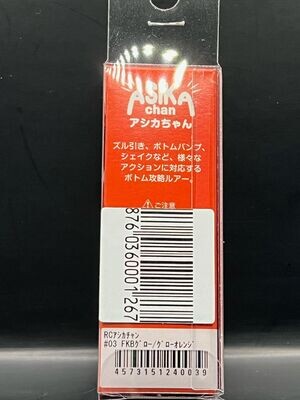 ASIKA
chan
アシカちゃん
ズル引き、ボトムパンプ、
シェイクなど、様々な
アクションに対応する
ボトム攻略ルアー。
⚠ご注意
8760360001267
RCアシカチャン
#03 FKBグロー/グローオレンジ
4573151240039